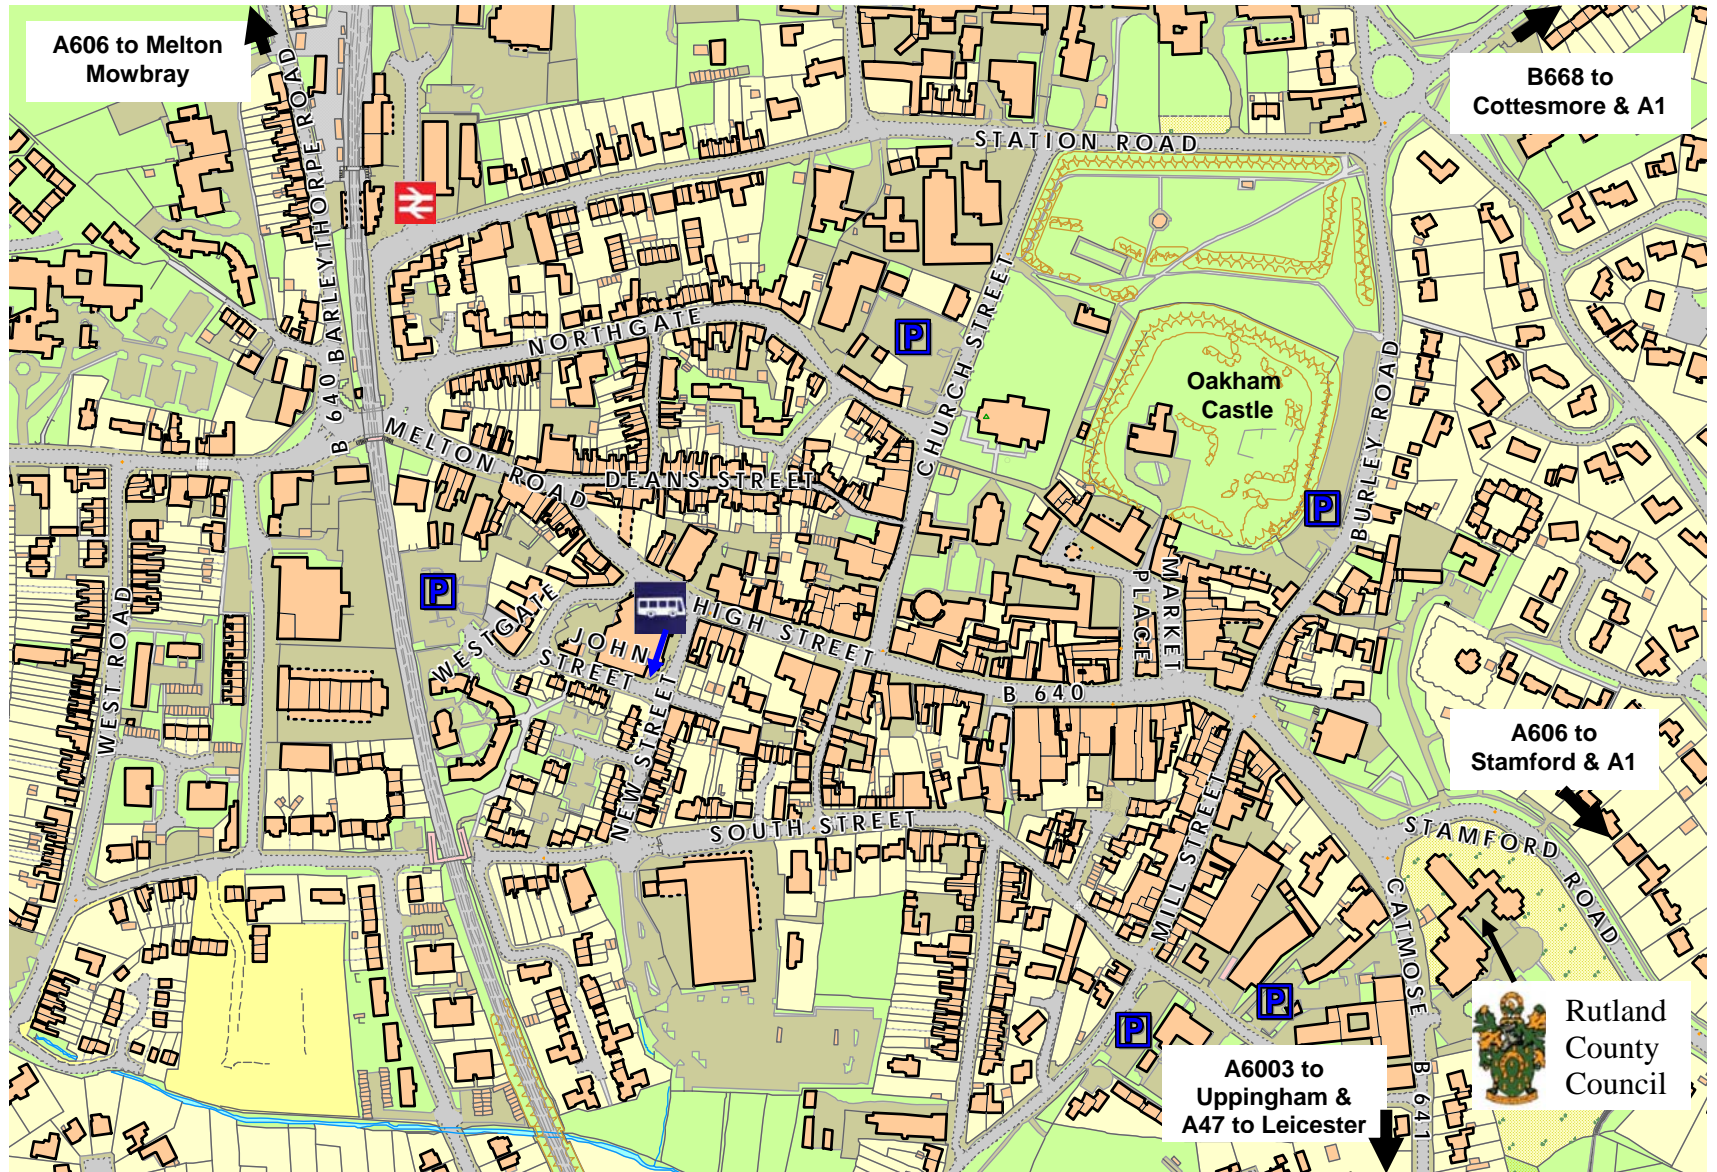 A606 to Melton
Mowbray
B668 to
Cottesmore & A1
STATION ROAD
B 640 BARLEYTHORPE ROAD
NORTHGATE
P
CHURCH STREET
Oakham
Castle
BURLEY ROAD
MELTON ROAD
DEANS STREET
P
P
MARKET
PLACE
WESTGATE
JOHN
STREET
HIGH STREET
WEST ROAD
B 640
NEW STREET
A606 to
Stamford & A1
SOUTH STREET
MILL STREET
STAMFORD ROAD
CATMOSE
P
P
Rutland
County
Council
B 641
A6003 to
Uppingham &
A47 to Leicester